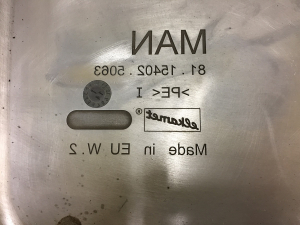 MAN
81.15402.5063
>PE< I
elkamet®
Made in EU W.2